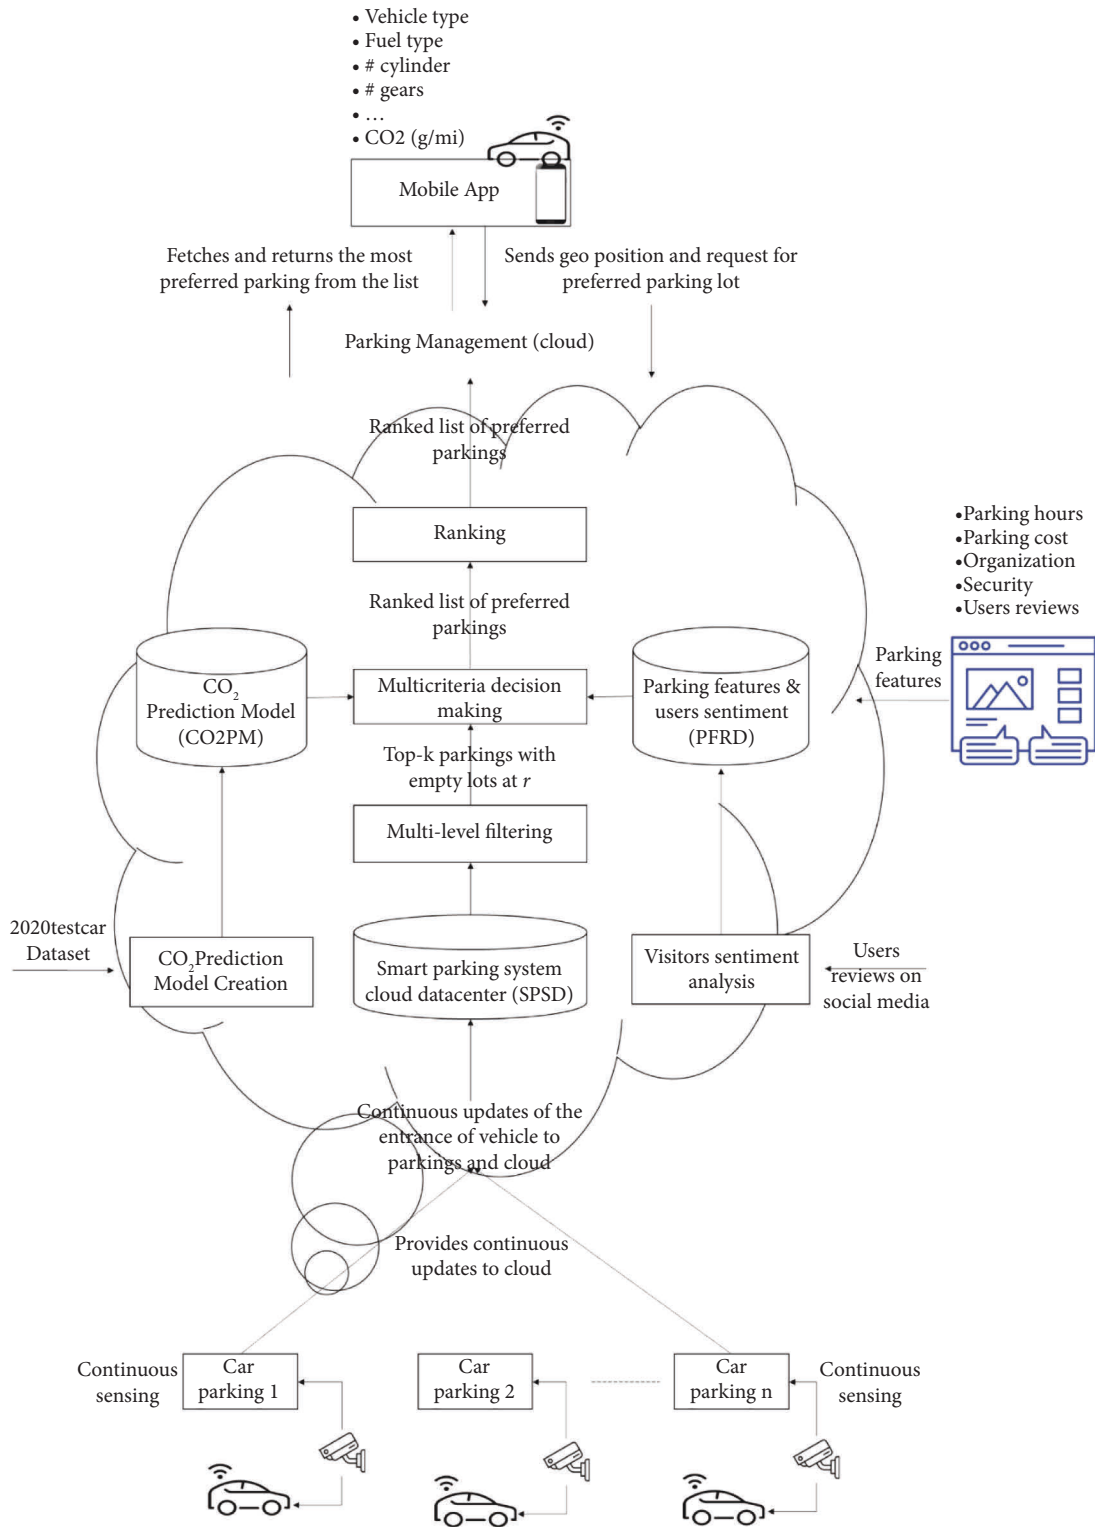 • Vehicle type
• Fuel type
• # cylinder
• # gears
• ...
• CO2 (g/mi)
Mobile App
Fetches and returns the most
preferred parking from the list
Sends geo position and request for
preferred parking lot
Parking Management (cloud)
Ranked list of preferred
parkings
Ranking
•Parking hours
•Parking cost
•Organization
•Security
•Users reviews
Ranked list of preferred
parkings
Parking
features
CO2
Prediction Model
(CO2PM)
Multicriteria decision
making
Parking features &
users sentiment
(PFRD)
Top-k parkings with
empty lots at r
Multi-level filtering
2020testcar
Dataset
CO2Prediction
Model Creation
Smart parking system
cloud datacenter (SPSD)
Visitors sentiment
analysis
Users
reviews on
social media
Continuous updates of the
entrance of vehicle to
parkings and cloud
Provides continuous
updates to cloud
Continuous
sensing
Car
parking 1
Car
parking 2
Car
parking n
Continuous
sensing